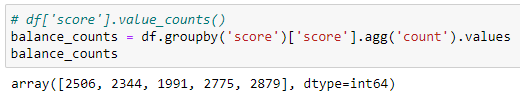 # df['score'].value_counts()
balance_counts = df.groupby('score')['score'].agg('count').values
balance_counts
array([2506, 2344, 1991, 2775, 2879], dtype=int64)